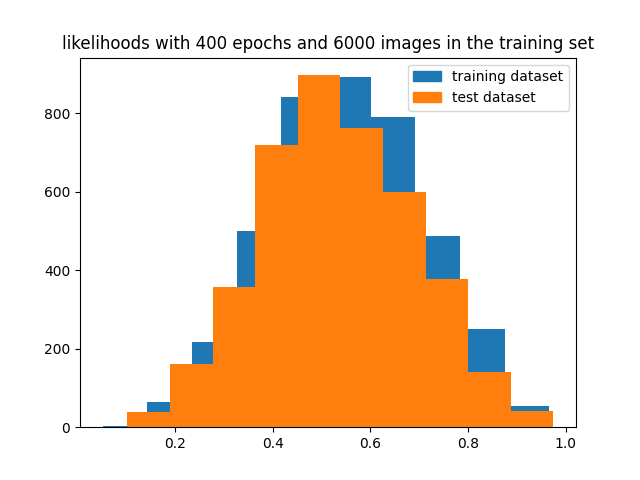 likelihoods with 400 epochs and 6000 images in the training set
training dataset
test dataset
800
600
400
200
0
0.2 0.4 0.6 0.8 1.0